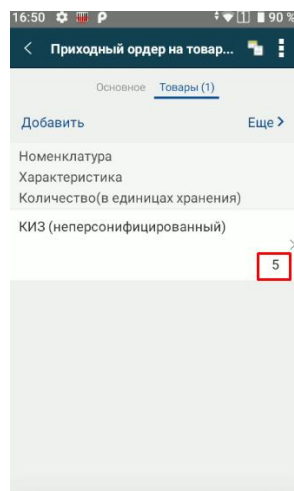 16:50 90 %
Приходный ордер на товар...
Основное Товары (1)
Добавить Еще
Номенклатура
Характеристика
Количество(в единицах хранения)
КИЗ (неперсонифицированный)
5